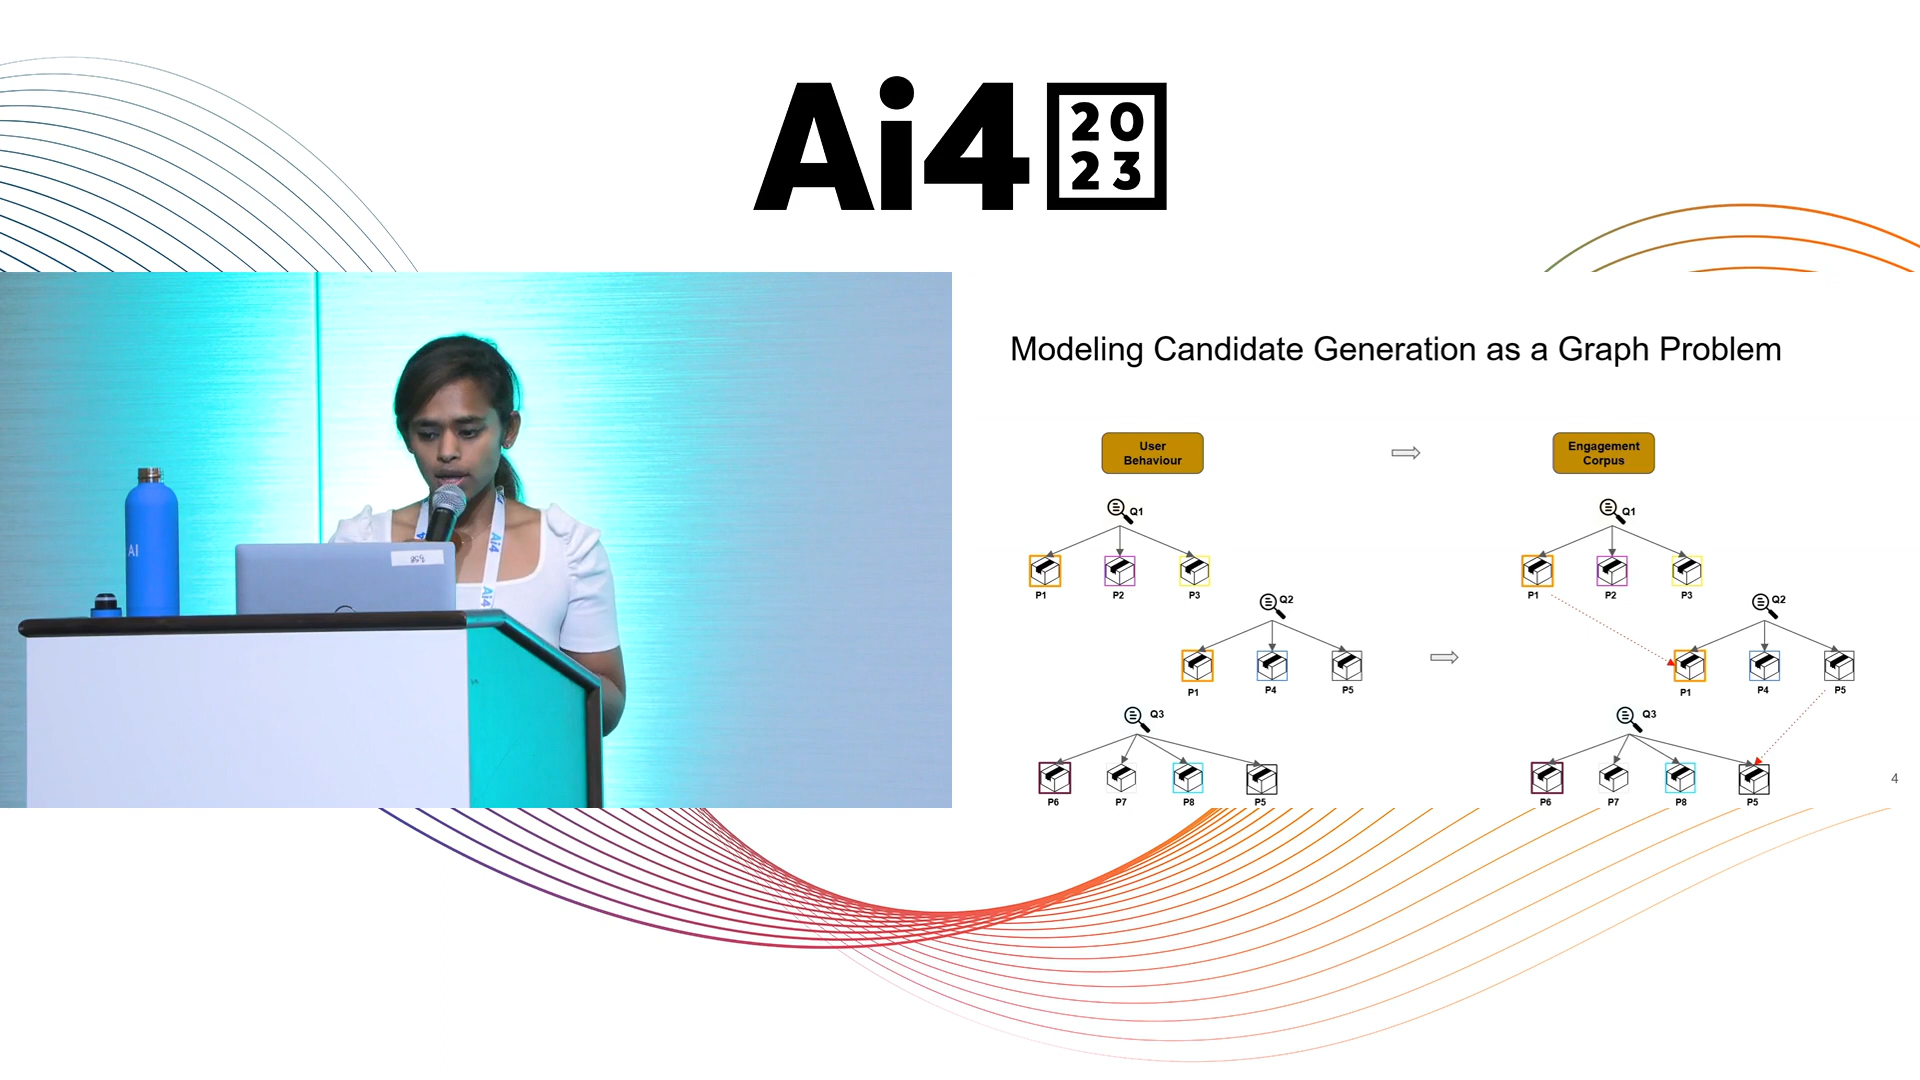 Ai4 20
23
Modeling Candidate Generation as a Graph Problem
User
Behaviour
Engagement
Corpus
Q1
P1 P2 P3
Q2
P1 P4 P5
Q3
P6 P7 P8 P5
Q1
P1 P2 P3
Q2
P1 P4 P5
Q3
P6 P7 P8 P5
4
AI
Ai4
Ai4